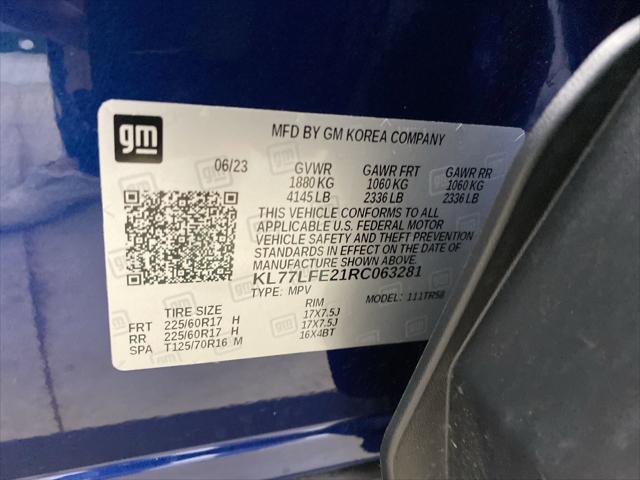 gm
MFD BY GM KOREA COMPANY
06/23 GVWR GAWR FRT GAWR RR
1880 KG 1060 KG 1060 KG
4145 LB 2336 LB 2336 LB
THIS VEHICLE CONFORMS TO ALL
APPLICABLE U.S. FEDERAL MOTOR
VEHICLE SAFETY AND THEFT PREVENTION
STANDARDS IN EFFECT ON THE DATE OF
MANUFACTURE SHOWN ABOVE.
KL77LFE21RC063281
TYPE: MPV MODEL: 111TR58
TIRE SIZE RIM
FRT 225/60R17 H 17X7.5J
RR 225/60R17 H 17X7.5J
SPA T125/70R16 M 16X4BT